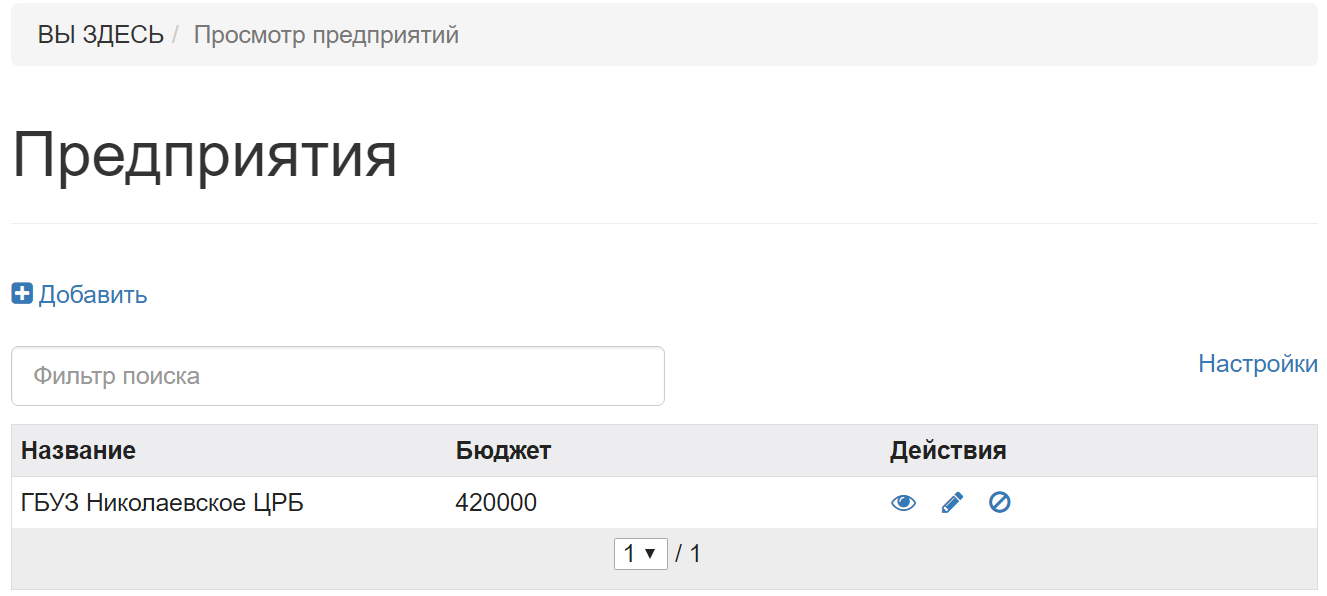 ВЫ ЗДЕСЬ / Просмотр предприятий
Предприятия
Добавить
Фильтр поиска
Настройки
Название Бюджет Действия
ГБУЗ Николаевское ЦРБ 420000
1 / 1